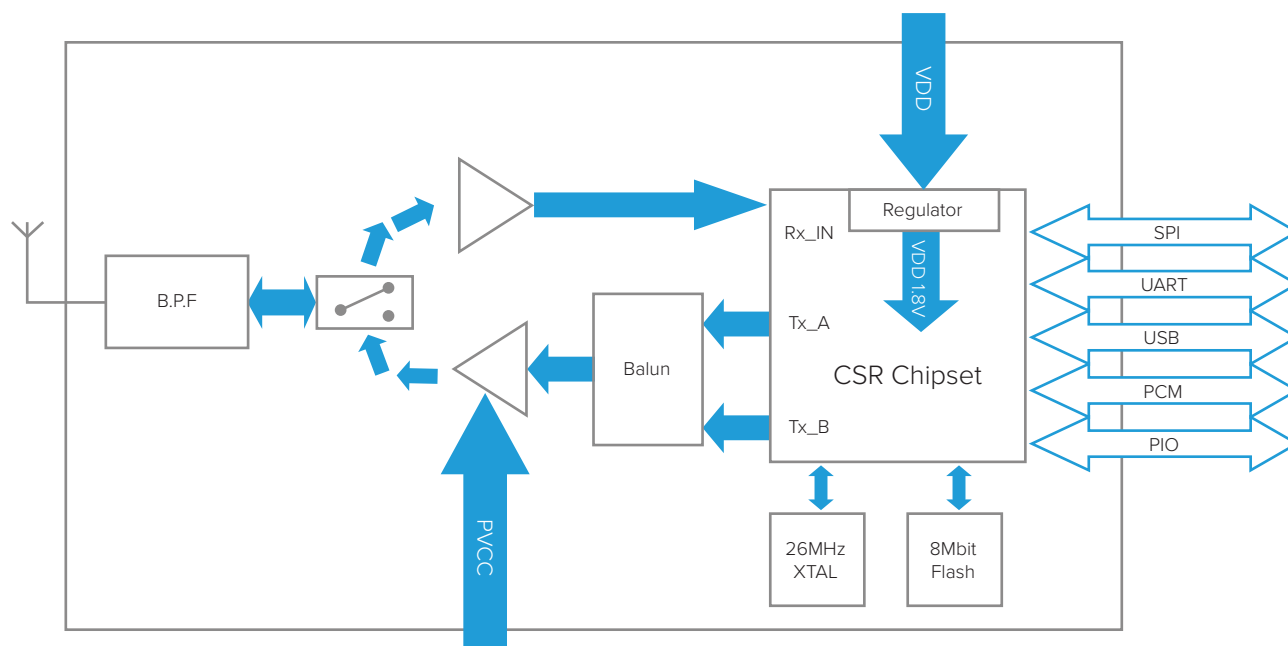 VDD
Regulator
Rx_IN
VDD 1.8V
SPI
UART
B.P.F
Tx_A
USB
Balun
CSR Chipset
PCM
Tx_B
PIO
PVCC
26MHz
XTAL
8Mbit
Flash